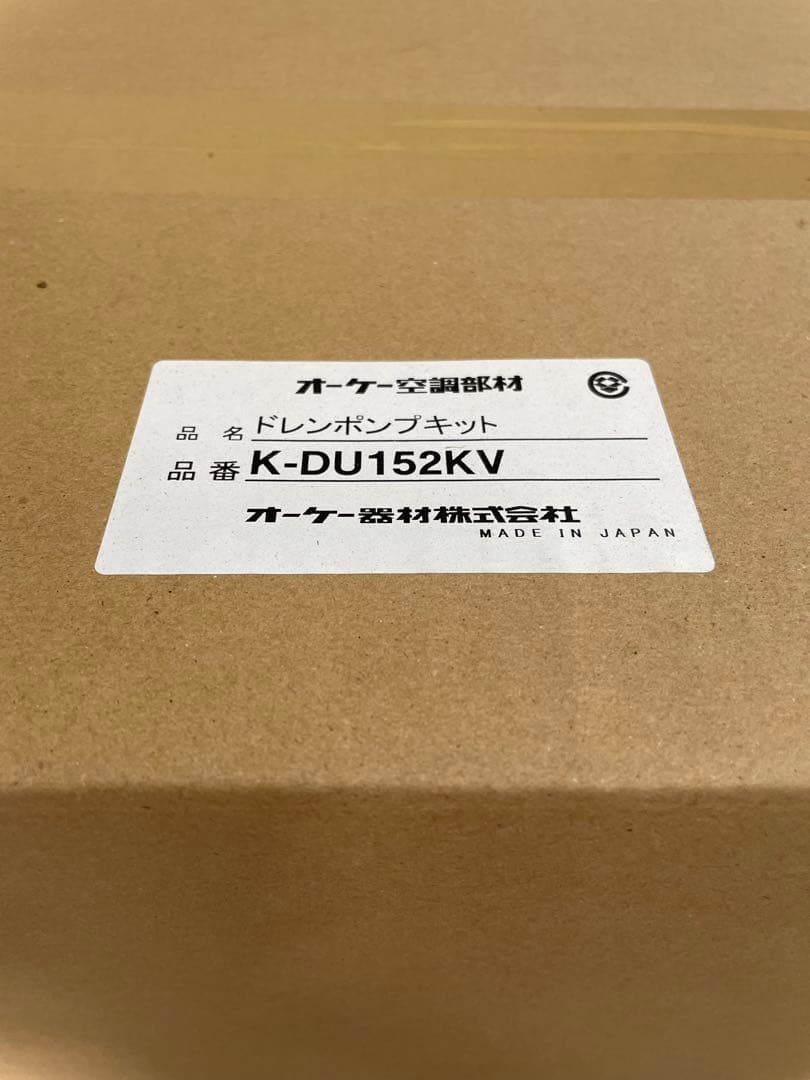 オーケー空調部材
品名 ドレンポンプキット
品番 K-DU152KV
オーケー器材株式会社
MADE IN JAPAN